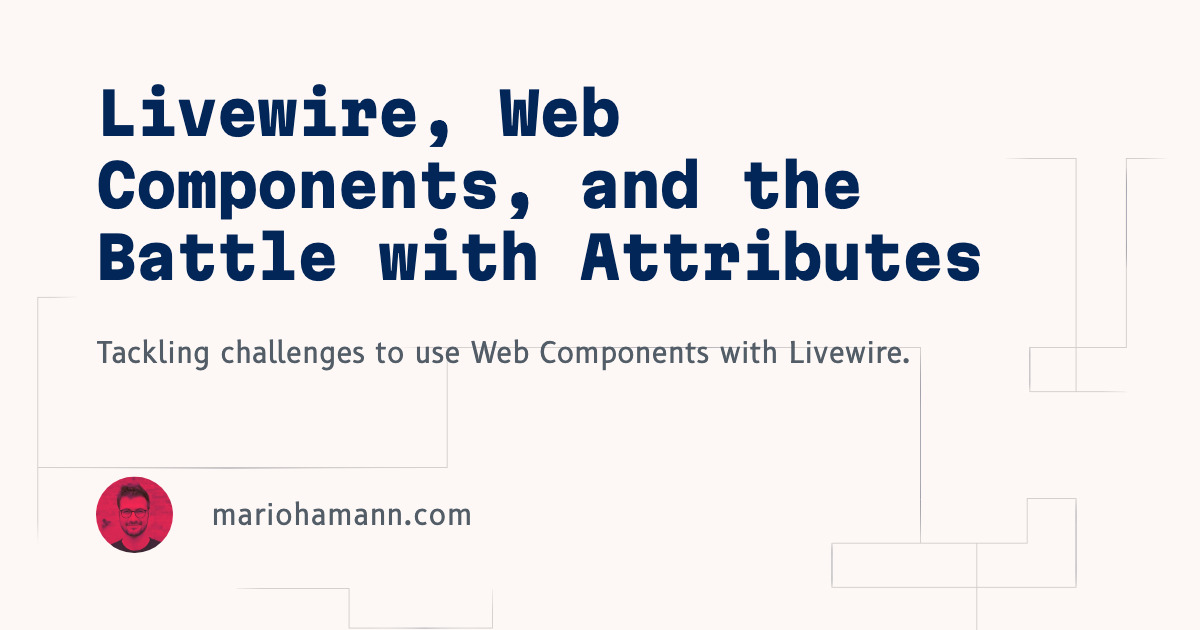 Livewire, Web
Components, and the
Battle with Attributes
Tackling challenges to use Web Components with Livewire.
mariohamann.com